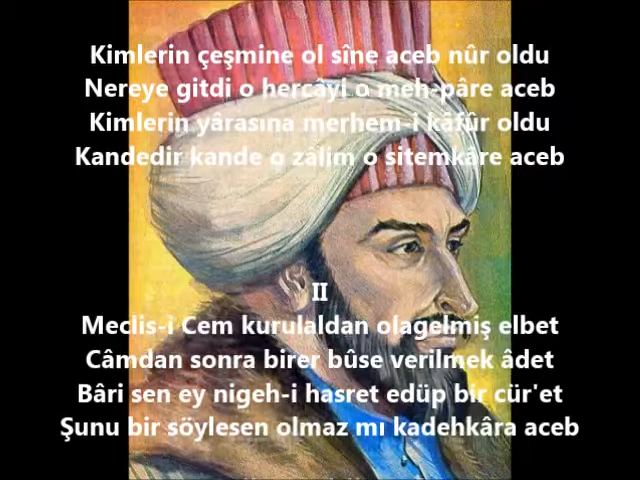 Kimlerin çeşmine ol sîne aceb nûr oldu
Nereye gitdi o hercâyi o meh-pâre aceb
Kimlerin yârasına merhem-i kâfûr oldu
Kandedir kande o zâlim o sitemkâre aceb
II
Meclis-i Cem kurulaldan olagelmiş elbet
Câmdan sonra birer bûse verilmek âdet
Bâri sen ey nigeh-i hasret edüp bir cür'et
Şunu bir söylesen olmaz mı kadehkâra aceb